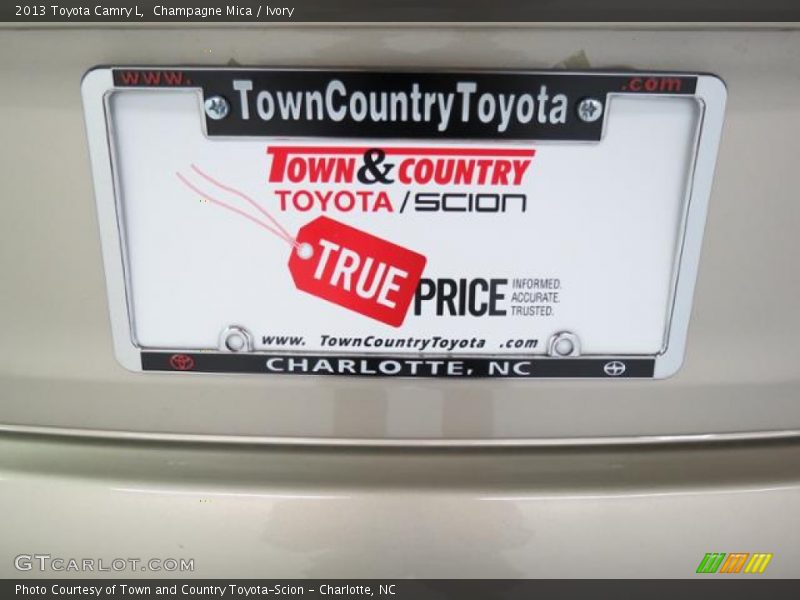 2013 Toyota Camry L,  Champagne Mica / Ivory
www. .com
TownCountryToyota
TOWN & COUNTRY
TOYOTA / SCION
TRUE PRICE
INFORMED.
ACCURATE.
TRUSTED.
www. TownCountryToyota .com
CHARLOTTE, NC
GTCARLOT.COM
Photo Courtesy of Town and Country Toyota-Scion - Charlotte, NC